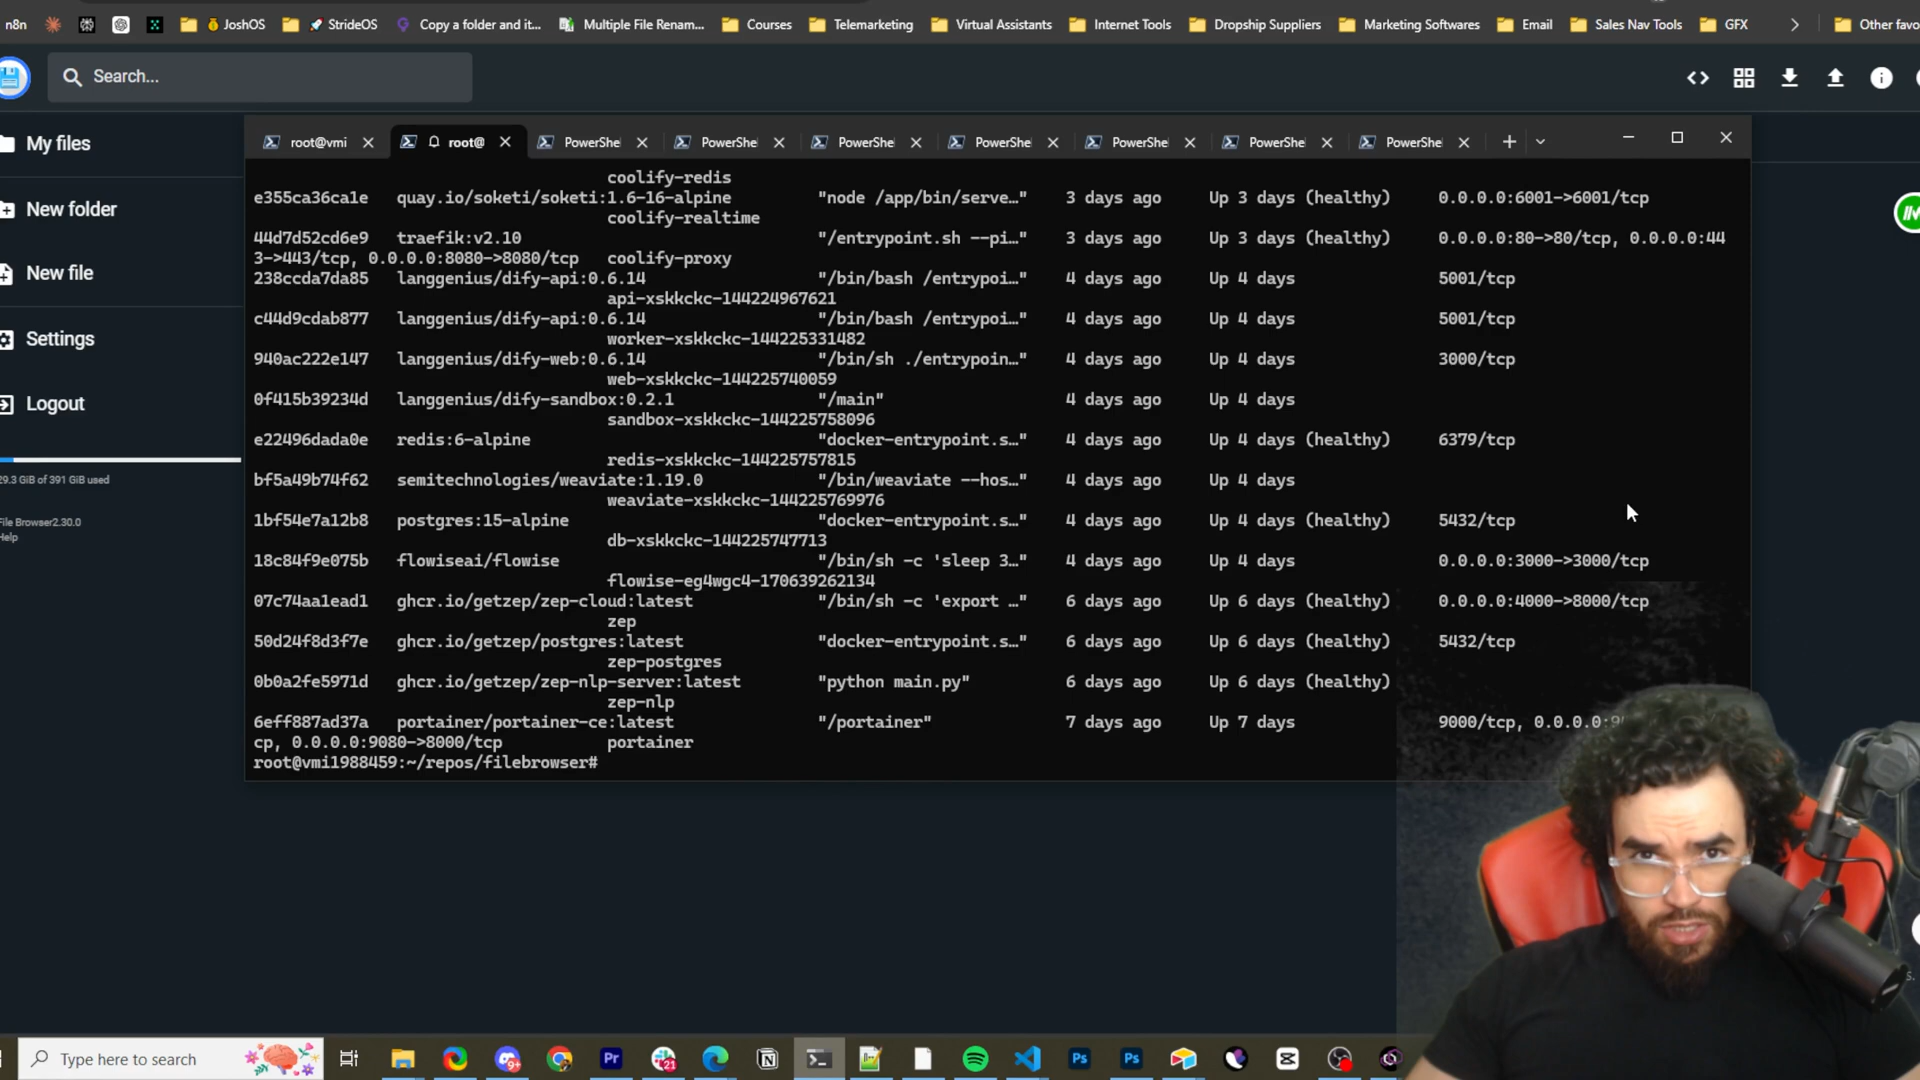 n8n JoshOS StrideOS Copy a folder and it... Multiple File Renam... Courses Telemarketing Virtual Assistants Internet Tools Dropship Suppliers Marketing Softwares Email Sales Nav Tools GFX Other favo
Search...
My files
New folder
New file
Settings
Logout
29.3 GiB of 391 GiB used
File Browser2.30.0
Help
root@vmi root@ PowerShe PowerShe PowerShe PowerShe PowerShe PowerShe PowerShe
coolify-redis
e355ca36ca1e quay.io/soketi/soketi:1.6-16-alpine "node /app/bin/serve…" 3 days ago Up 3 days (healthy) 0.0.0.0:6001->6001/tcp
coolify-realtime
44d7d52cd6e9 traefik:v2.10 "/entrypoint.sh --pi…" 3 days ago Up 3 days (healthy) 0.0.0.0:80->80/tcp, 0.0.0.0:44
3->443/tcp, 0.0.0.0:8080->8080/tcp coolify-proxy
238ccda7da85 langgenius/dify-api:0.6.14 "/bin/bash /entrypoi…" 4 days ago Up 4 days 5001/tcp
api-xskkckc-144224967621
c44d9cdab877 langgenius/dify-api:0.6.14 "/bin/bash /entrypoi…" 4 days ago Up 4 days 5001/tcp
worker-xskkckc-144225331482
940ac222e147 langgenius/dify-web:0.6.14 "/bin/sh ./entrypoin…" 4 days ago Up 4 days 3000/tcp
web-xskkckc-144225740059
0f415b39234d langgenius/dify-sandbox:0.2.1 "/main" 4 days ago Up 4 days
sandbox-xskkckc-144225758096
e22496dada0e redis:6-alpine "docker-entrypoint.s…" 4 days ago Up 4 days (healthy) 6379/tcp
redis-xskkckc-144225757815
bf5a49b74f62 semitechnologies/weaviate:1.19.0 "/bin/weaviate --hos…" 4 days ago Up 4 days
weaviate-xskkckc-144225769976
1bf54e7a12b8 postgres:15-alpine "docker-entrypoint.s…" 4 days ago Up 4 days (healthy) 5432/tcp
db-xskkckc-144225747713
18c84f9e075b flowiseai/flowise "/bin/sh -c 'sleep 3…" 4 days ago Up 4 days 0.0.0.0:3000->3000/tcp
flowise-eg4wgc4-170639262134
07c74aa1ead1 ghcr.io/getzep/zep-cloud:latest "/bin/sh -c 'export …" 6 days ago Up 6 days (healthy) 0.0.0.0:4000->8000/tcp
zep
50d24f8d3f7e ghcr.io/getzep/postgres:latest "docker-entrypoint.s…" 6 days ago Up 6 days (healthy) 5432/tcp
zep-postgres
0b0a2fe5971d ghcr.io/getzep/zep-nlp-server:latest "python main.py" 6 days ago Up 6 days (healthy)
zep-nlp
6eff887ad37a portainer/portainer-ce:latest "/portainer" 7 days ago Up 7 days 9000/tcp, 0.0.0.0:9
cp, 0.0.0.0:9080->8000/tcp portainer
root@vmi1988459:~/repos/filebrowser#
Type here to search